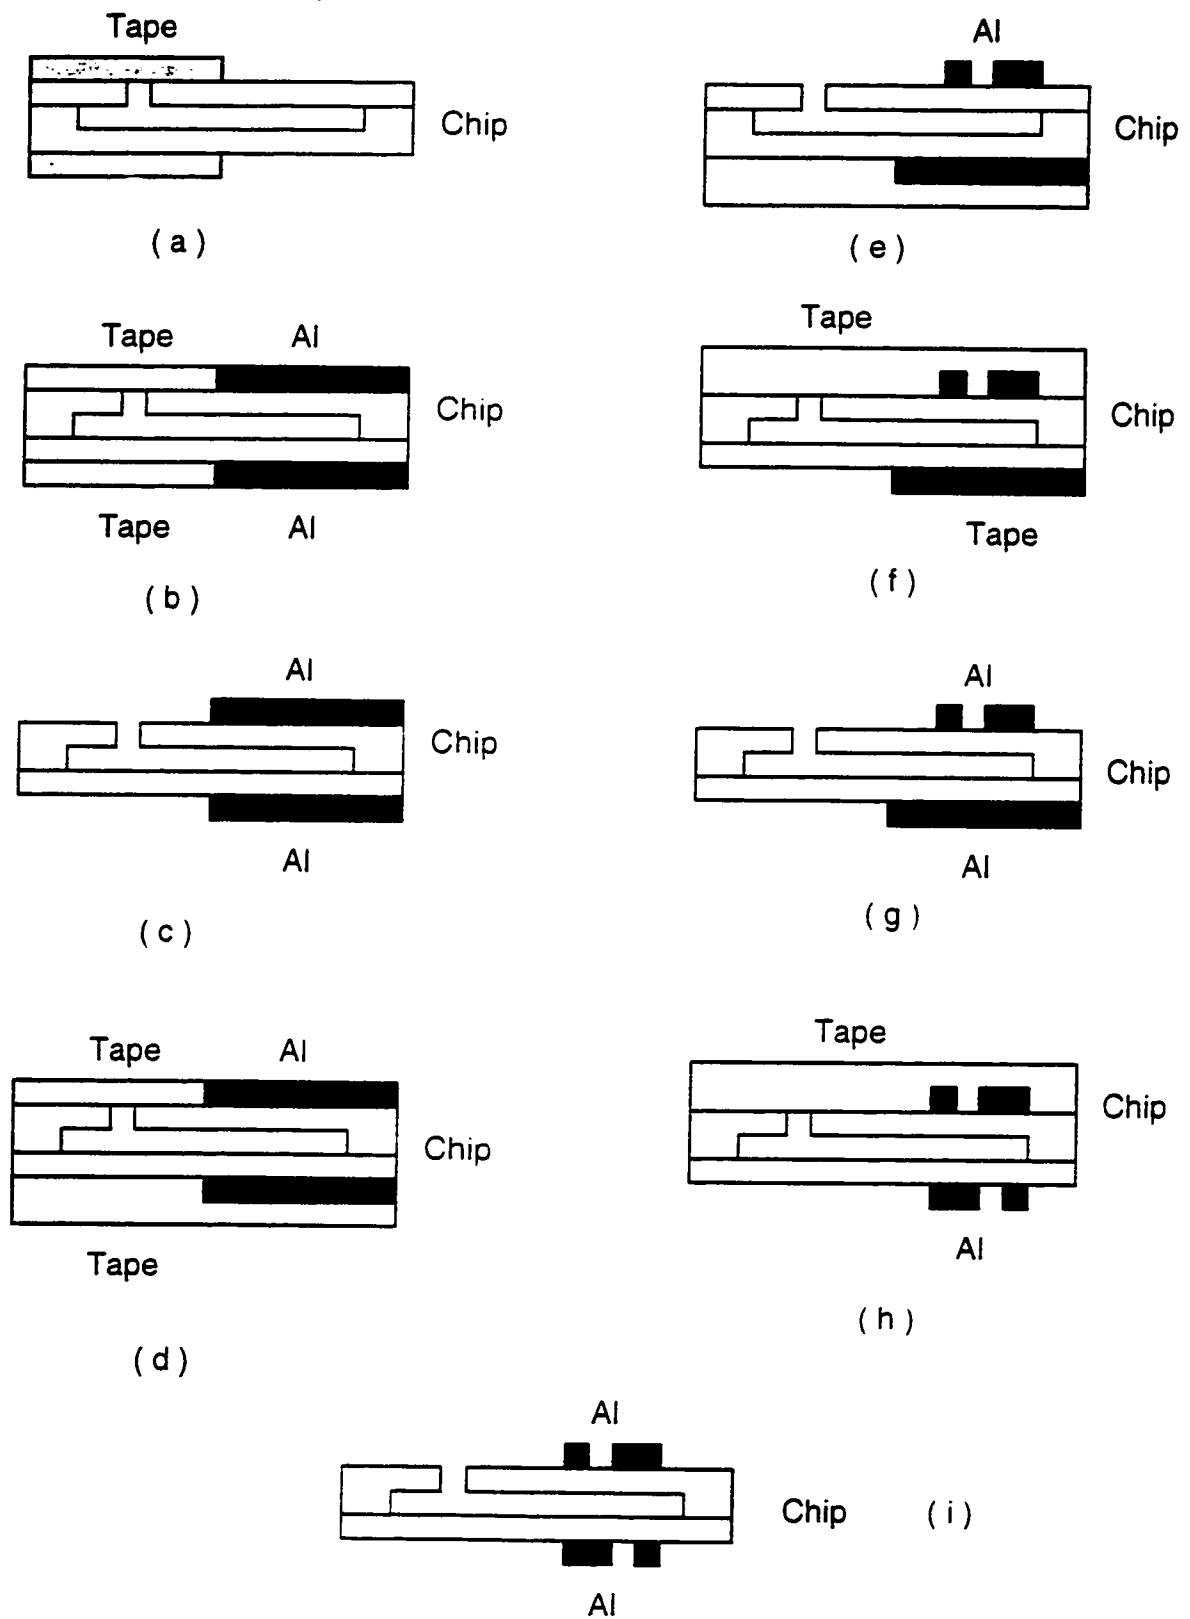 Tape
Chip
( a )
Tape Al
Chip
Tape Al
( b )
Al
Chip
Al
( c )
Tape Al
Chip
Tape
( d )
Al
Chip
( e )
Tape
Chip
Tape
( f )
Al
Chip
Al
( g )
Tape
Chip
Al
( h )
Al
Chip ( i )
Al